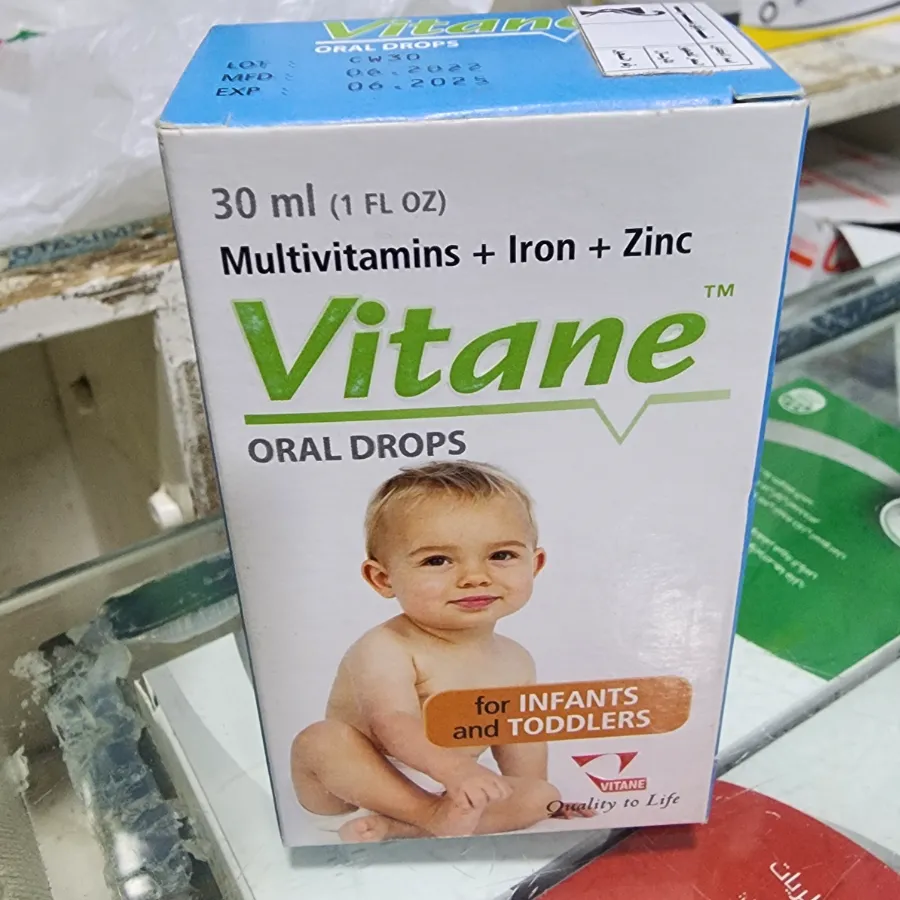 Vitane
ORAL DROPS
LOT : CW30
MFD : 06.2022
EXP : 06.2025
30 ml (1 FL OZ)
Multivitamins + Iron + Zinc
Vitane™
ORAL DROPS
for INFANTS
and TODDLERS
VITANE
Quality to Life